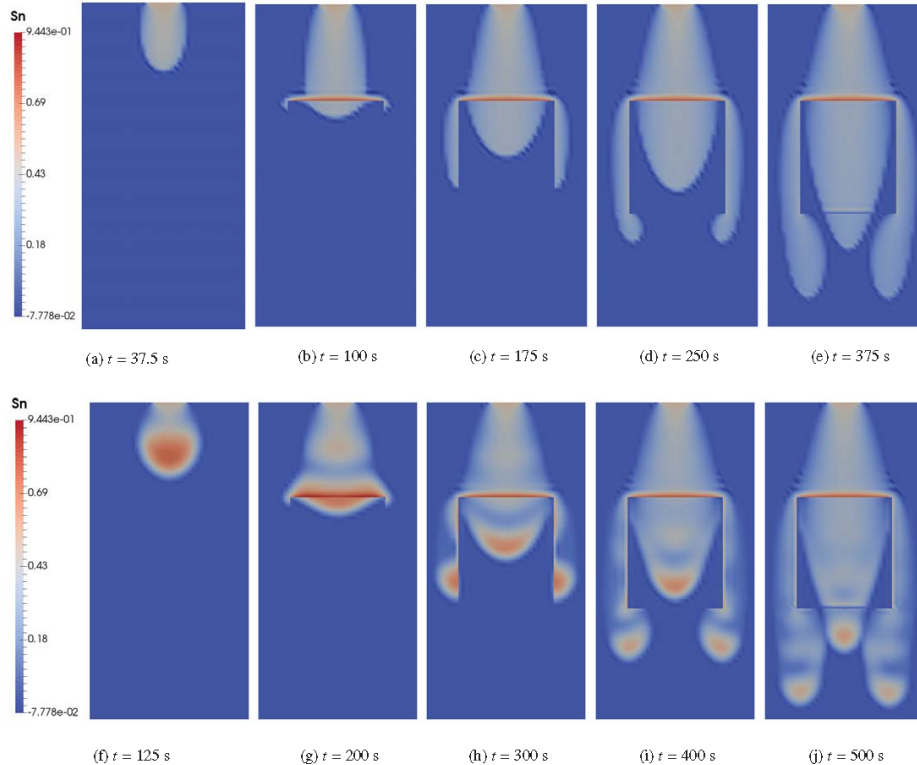 Sn
9.443e-01
0.69
0.43
0.18
-7.778e-02
(a) t = 37.5 s
(b) t = 100 s
(c) t = 175 s
(d) t = 250 s
(e) t = 375 s
Sn
9.443e-01
0.69
0.43
0.18
-7.778e-02
(f) t = 125 s
(g) t = 200 s
(h) t = 300 s
(i) t = 400 s
(j) t = 500 s